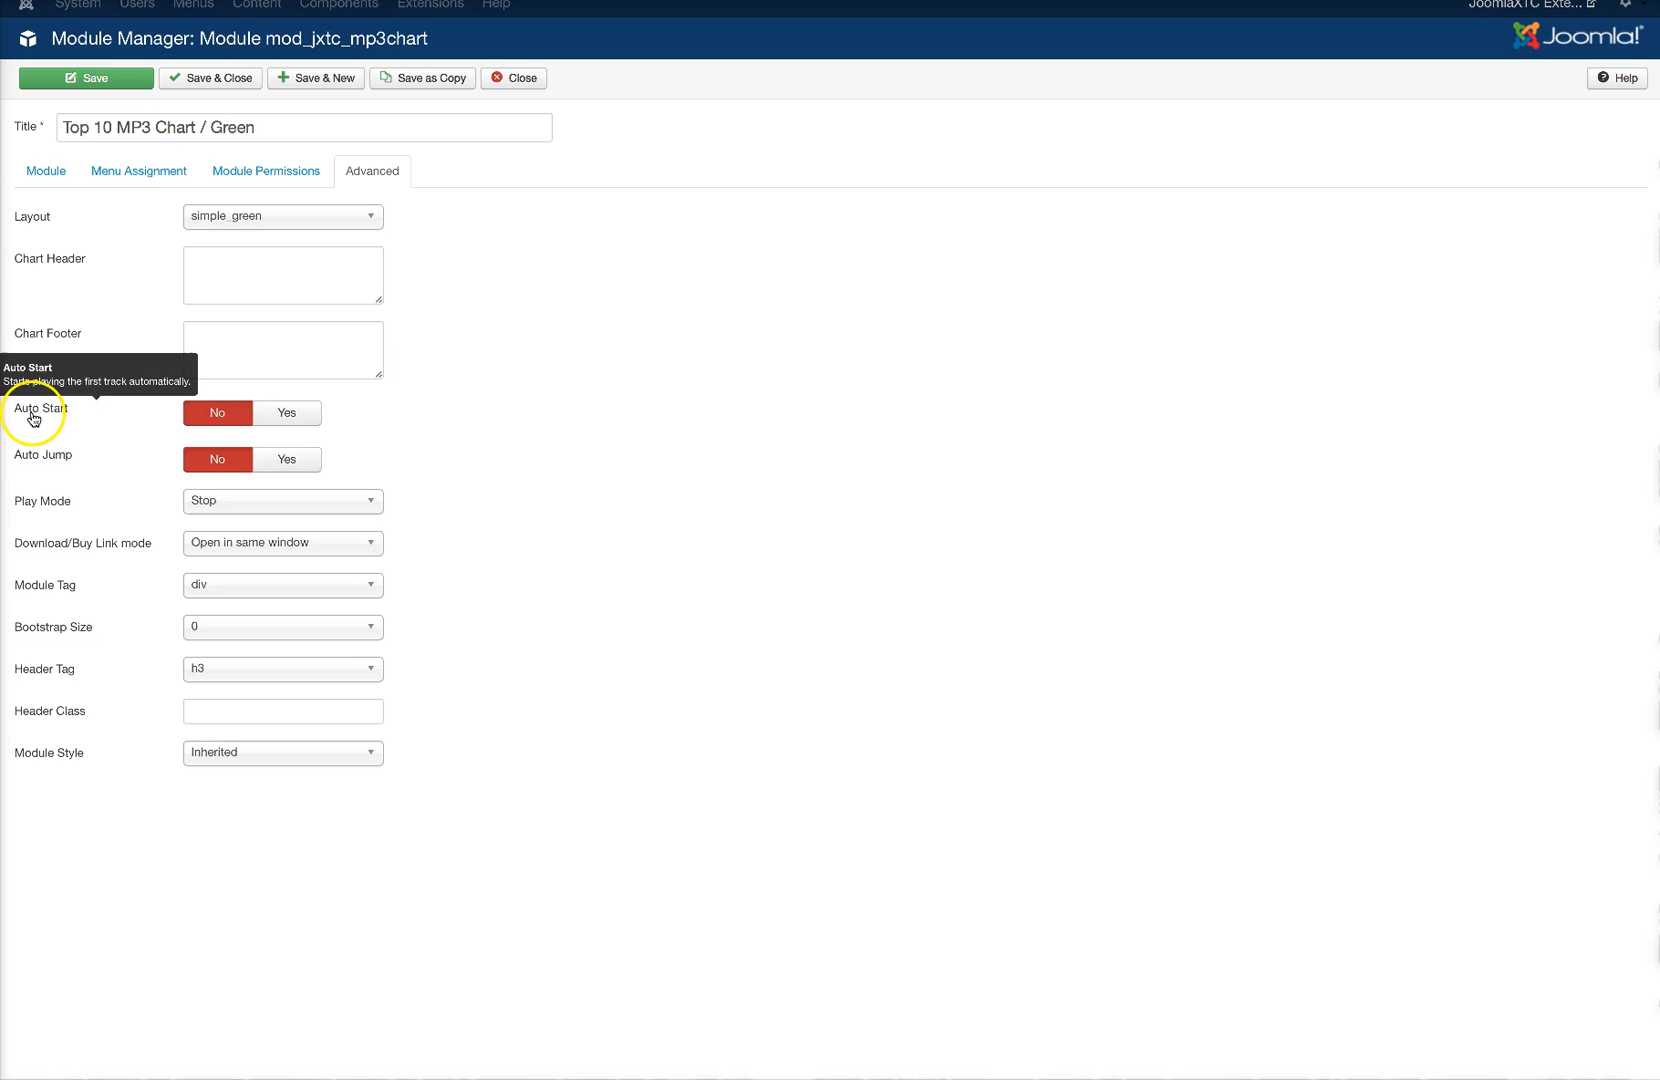 System Users Menus Content Components Extensions Help JoomlaXTC Exte...
Module Manager: Module mod_jxtc_mp3chart
Joomla!
Save Save & Close Save & New Save as Copy Close Help
Title * Top 10 MP3 Chart / Green
Module Menu Assignment Module Permissions Advanced
Layout simple_green
Chart Header
Chart Footer
Auto Start
Starts playing the first track automatically.
Auto Start No Yes
Auto Jump No Yes
Play Mode Stop
Download/Buy Link mode Open in same window
Module Tag div
Bootstrap Size 0
Header Tag h3
Header Class
Module Style Inherited